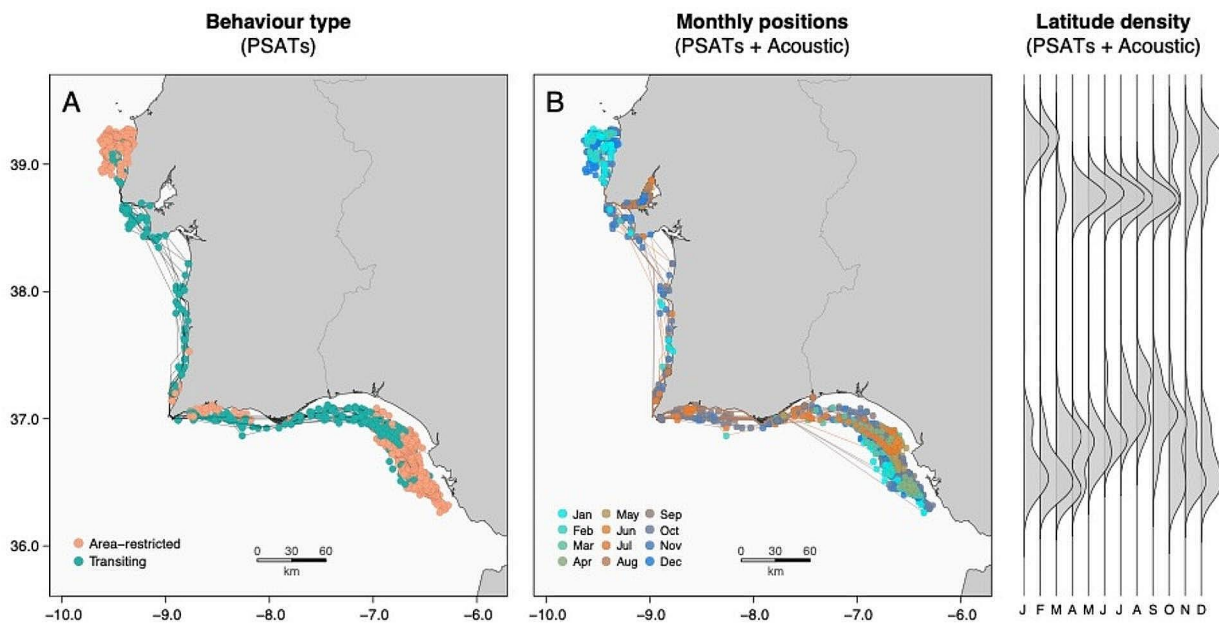 Behaviour type
(PSATs)
Monthly positions
(PSATs + Acoustic)
Latitude density
(PSATs + Acoustic)
A
B
39.0
38.0
37.0
36.0
Area−restricted
Transiting
0 30 60
km
Jan May Sep
Feb Jun Oct
Mar Jul Nov
Apr Aug Dec
0 30 60
km
−10.0 −9.0 −8.0 −7.0 −6.0
−10.0 −9.0 −8.0 −7.0 −6.0
J F M A M J J A S O N D